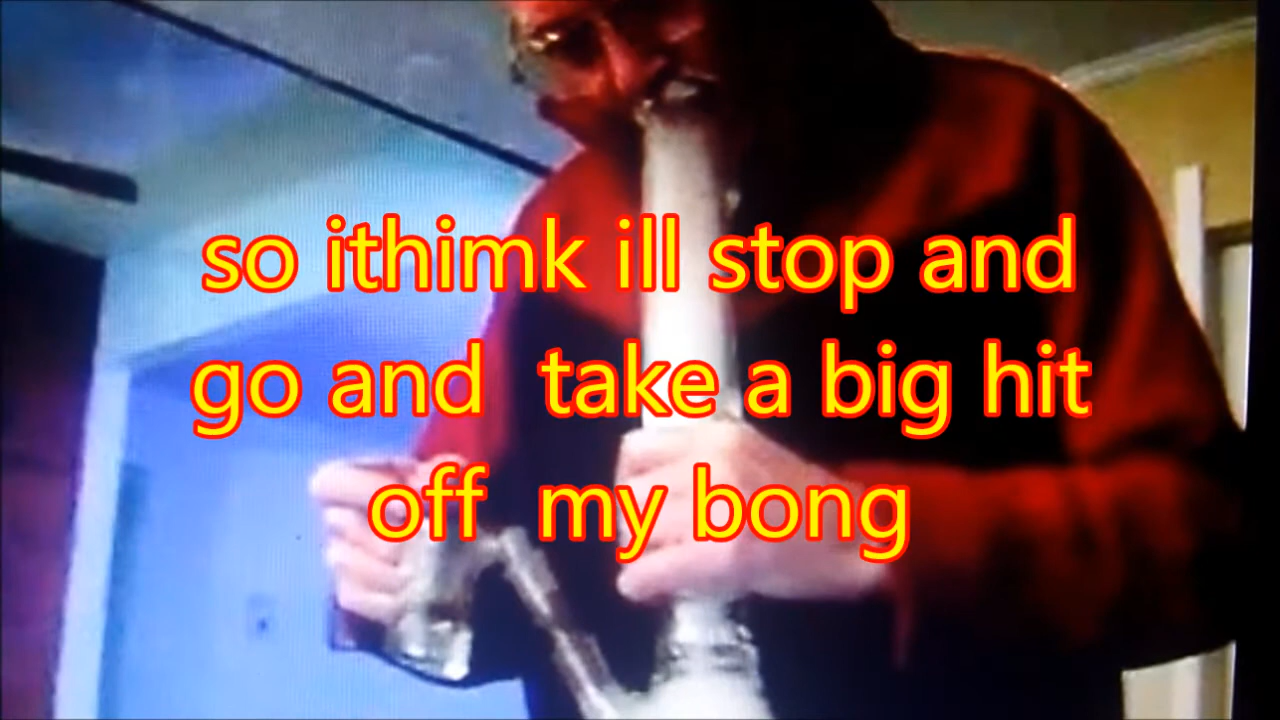 so ithimk ill stop and
go and  take a big hit
off  my bong